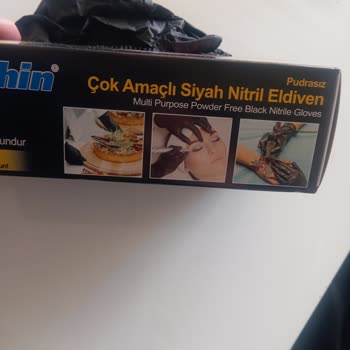 hin®
Pudrasız
Çok Amaçlı Siyah Nitril Eldiven
Multi Purpose Powder Free Black Nitrile Gloves
undur